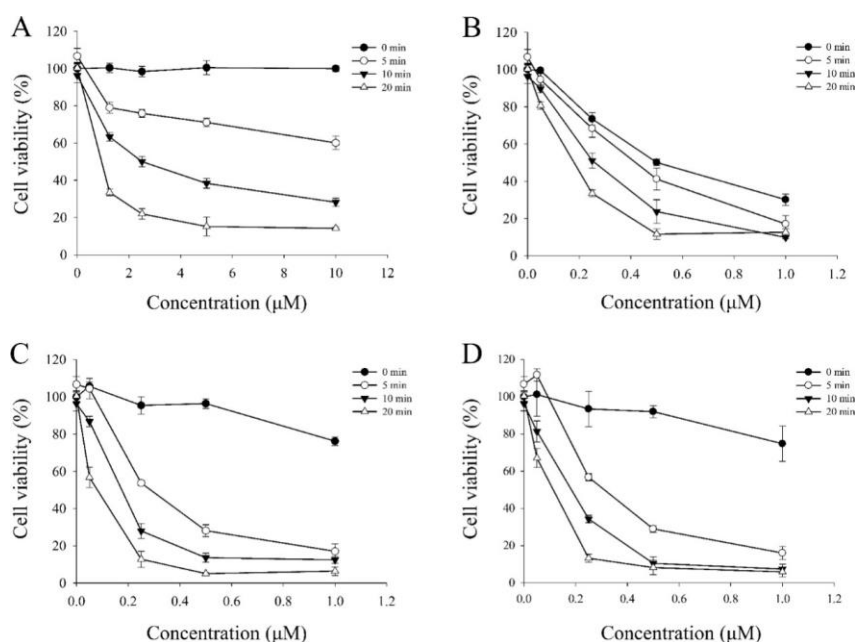 A
120
100
80
60
40
20
0
Cell viability (%)
0 2 4 6 8 10 1.2
Concentration (μM)
0 min
5 min
10 min
20 min
B
120
100
80
60
40
20
0
Cell viability (%)
0.0 0.2 0.4 0.6 0.8 1.0 1.2
Concentration (μM)
0 min
5 min
10 min
20 min
C
120
100
80
60
40
20
0
Cell viability (%)
0.0 0.2 0.4 0.6 0.8 1.0 1.2
Concentration (μM)
0 min
5 min
10 min
20 min
D
120
100
80
60
40
20
0
Cell viability (%)
0.0 0.2 0.4 0.6 0.8 1.0 1.2
Concentration (μM)
0 min
5 min
10 min
20 min